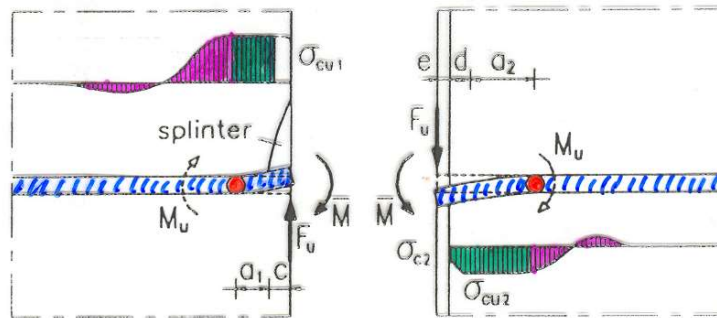 σcu1
splinter
Mu
M̅
Fu
a1 c
e d a2
Fu
Mu
M̅
σc2
σcu2